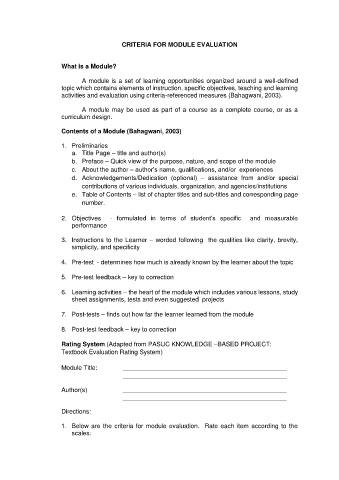 CRITERIA FOR MODULE EVALUATION
What is a Module?
A module is a set of learning opportunities organized around a well-defined
topic which contains elements of instruction, specific objectives, teaching and learning
activities and evaluation using criteria-referenced measures (Bahagwani, 2003).
A module may be used as part of a course as a complete course, or as a
curriculum design.
Contents of a Module (Bahagwani, 2003)
1. Preliminaries
a. Title Page – title and author(s)
b. Preface – Quick view of the purpose, nature, and scope of the module
c. About the author – author's name, qualifications, and/or experiences
d. Acknowledgements/Dedication (optional) – assistance from and/or special
contributions of various individuals, organization, and agencies/institutions
e. Table of Contents – list of chapter titles and sub-titles and corresponding page
number.
2. Objectives - formulated in terms of student's specific and measurable
performance
3. Instructions to the Learner – worded following the qualities like clarity, brevity,
simplicity, and specificity
4. Pre-test - determines how much is already known by the learner about the topic
5. Pre-test feedback – key to correction
6. Learning activities – the heart of the module which includes various lessons, study
sheet assignments, tests and even suggested projects
7. Post-tests – finds out how far the learner learned from the module
8. Post-test feedback – key to correction
Rating System (Adapted from PASUC KNOWLEDGE –BASED PROJECT:
Textbook Evaluation Rating System)
Module Title:
Author(s)
Directions:
1. Below are the criteria for module evaluation. Rate each item according to the
scales: